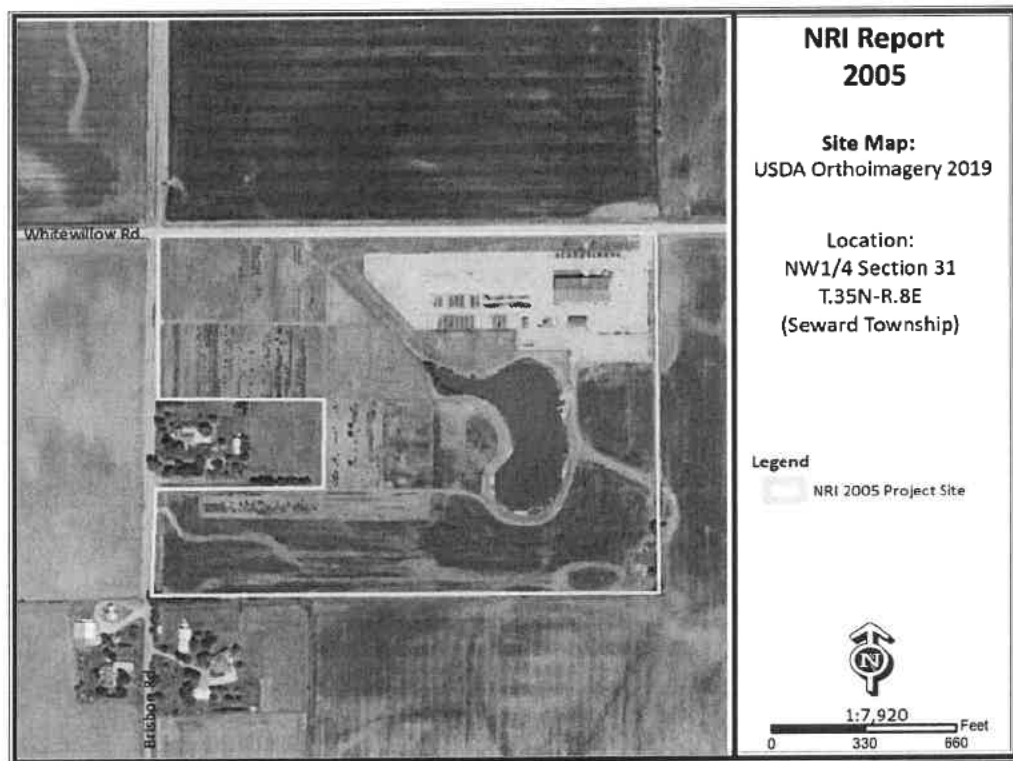 NRI Report
2005
Site Map:
USDA Orthoimagery 2019
Location:
NW1/4 Section 31
T.35N-R.8E
(Seward Township)
Legend
NRI 2005 Project Site
Whitewillow Rd.
Brisbon Rd
N
1:7,920
Feet
0 330 660